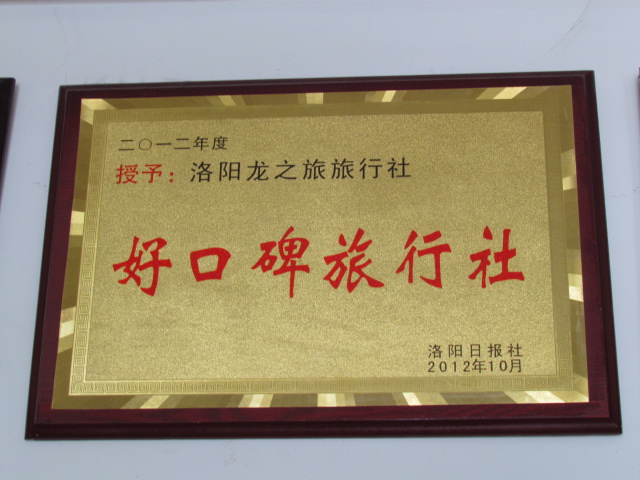 二〇一二年度
授予：洛阳龙之旅旅行社
好口碑旅行社
洛阳日报社
2012年10月